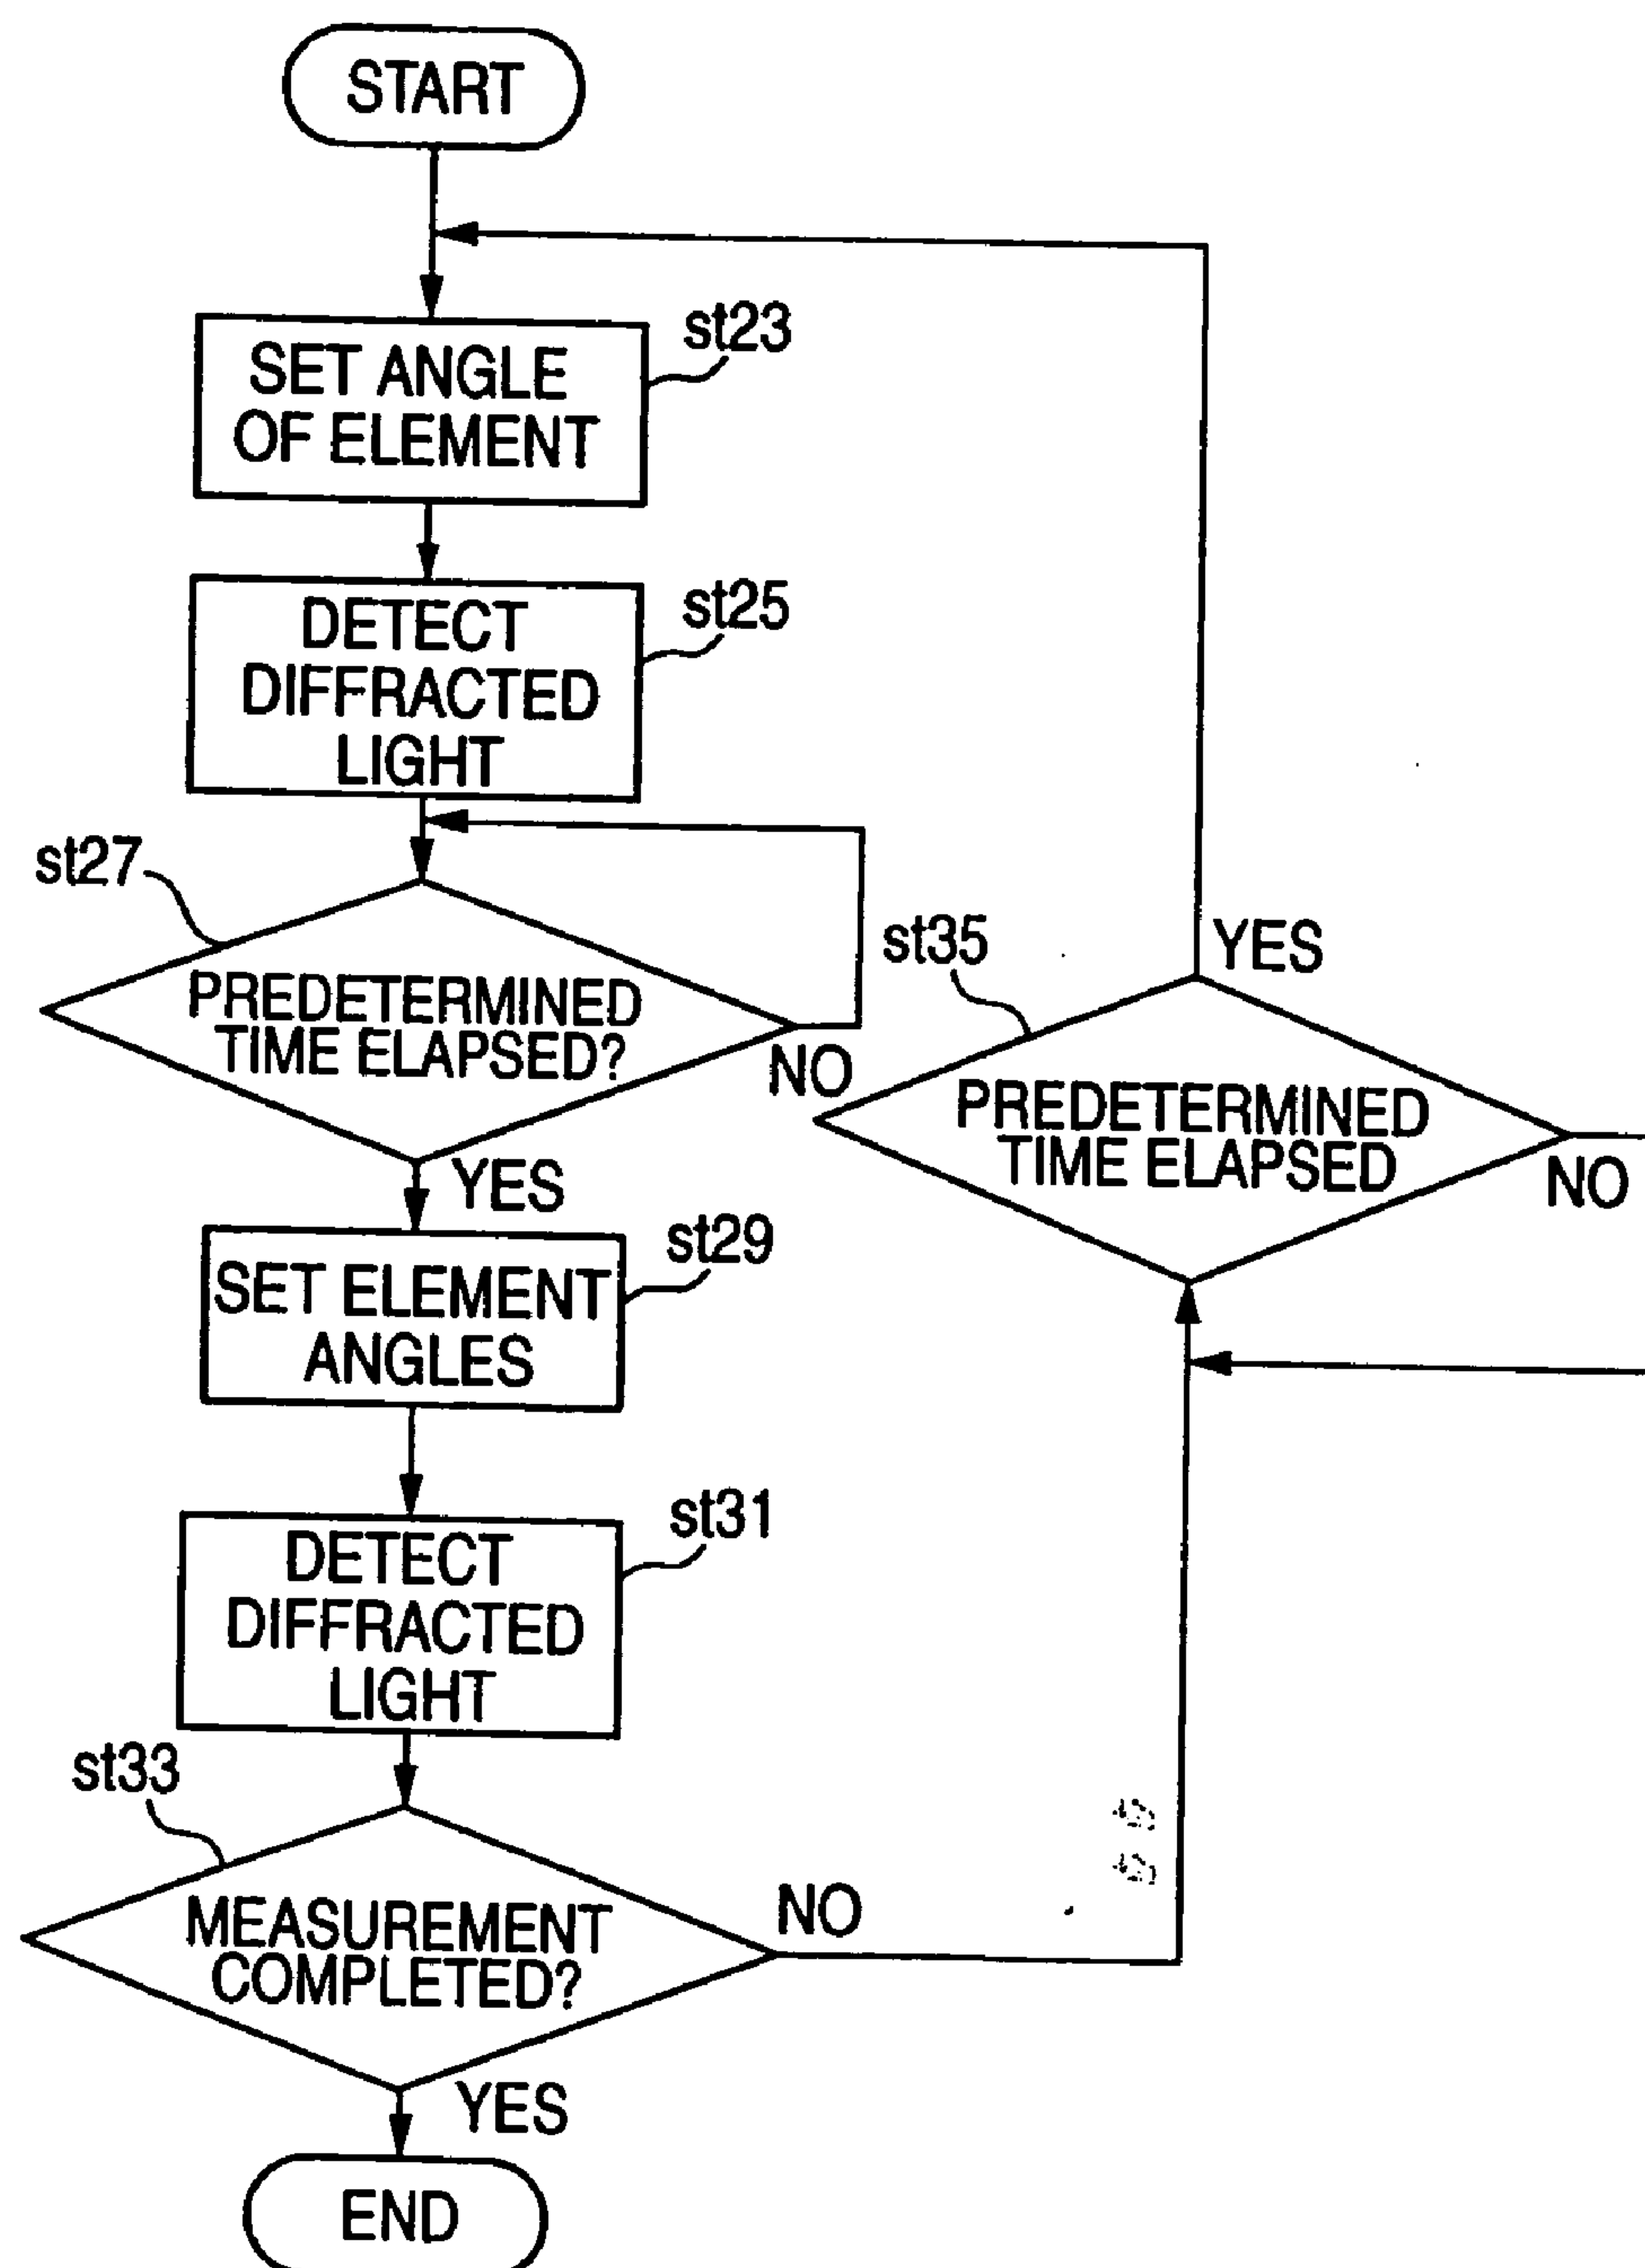 START
st23
SET ANGLE
OF ELEMENT
st25
DETECT
DIFFRACTED
LIGHT
st27
PREDETERMINED
TIME ELAPSED?
NO
YES
st35
YES
PREDETERMINED
TIME ELAPSED
NO
st29
SET ELEMENT
ANGLES
st31
DETECT
DIFFRACTED
LIGHT
st33
MEASUREMENT
COMPLETED?
NO
YES
END